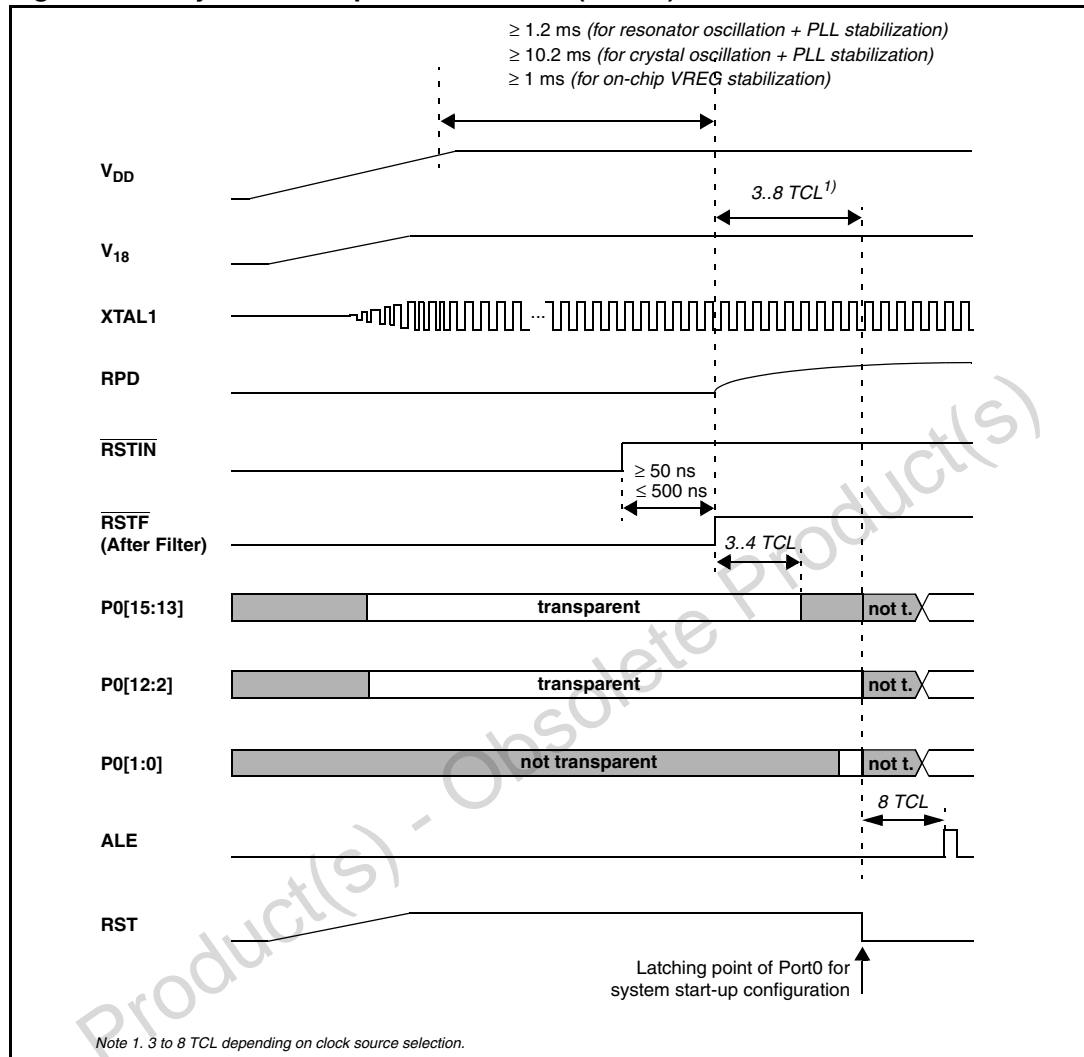 ≥ 1.2 ms (for resonator oscillation + PLL stabilization)
≥ 10.2 ms (for crystal oscillation + PLL stabilization)
≥ 1 ms (for on-chip VREG stabilization)
VDD
3..8 TCL1)
V18
XTAL1
...
RPD
RSTIN
≥ 50 ns
≤ 500 ns
RSTF
(After Filter)
3..4 TCL
P0[15:13]
transparent
not t.
P0[12:2]
transparent
not t.
P0[1:0]
not transparent
not t.
8 TCL
ALE
RST
Latching point of Port0 for
system start-up configuration
Note 1. 3 to 8 TCL depending on clock source selection.
Product(s) - Obsolete Product(s)